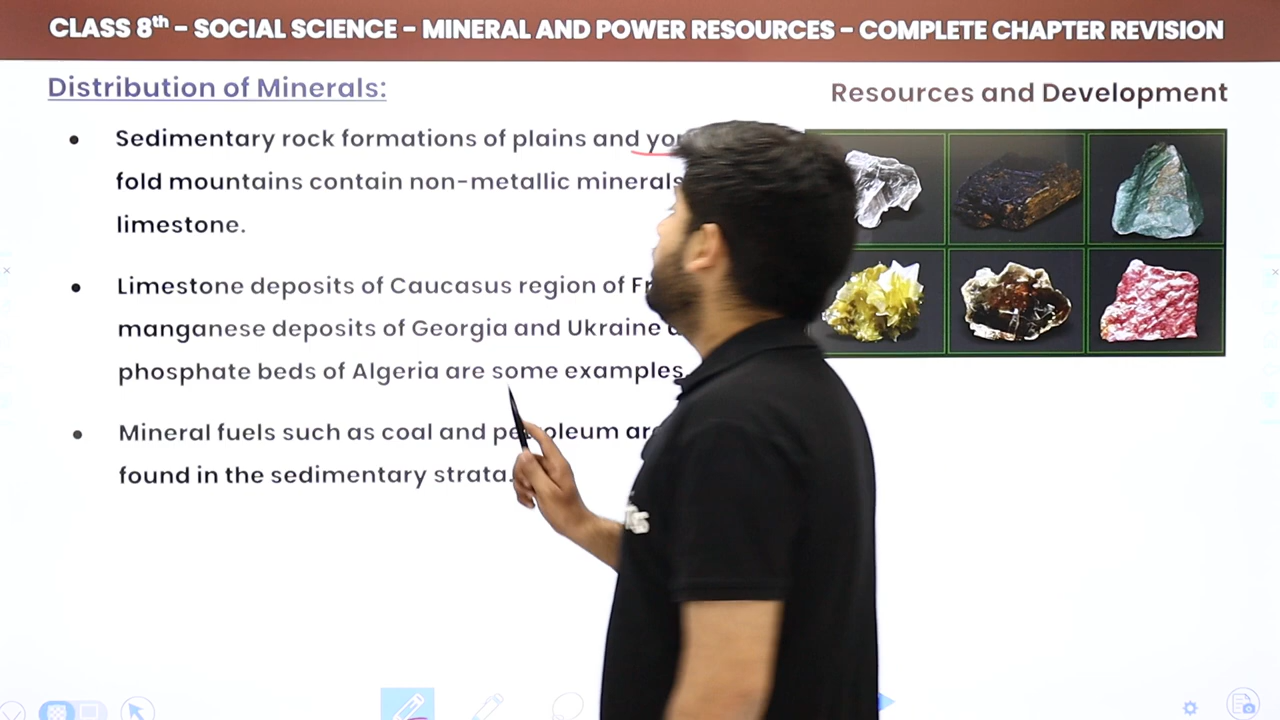 CLASS 8th - SOCIAL SCIENCE - MINERAL AND POWER RESOURCES - COMPLETE CHAPTER REVISION
Distribution of Minerals:
Resources and Development
• Sedimentary rock formations of plains and
fold mountains contain non-metallic minerals
limestone.
• Limestone deposits of Caucasus region of
manganese deposits of Georgia and Ukraine
phosphate beds of Algeria are some examples.
• Mineral fuels such as coal and petroleum are
found in the sedimentary strata.